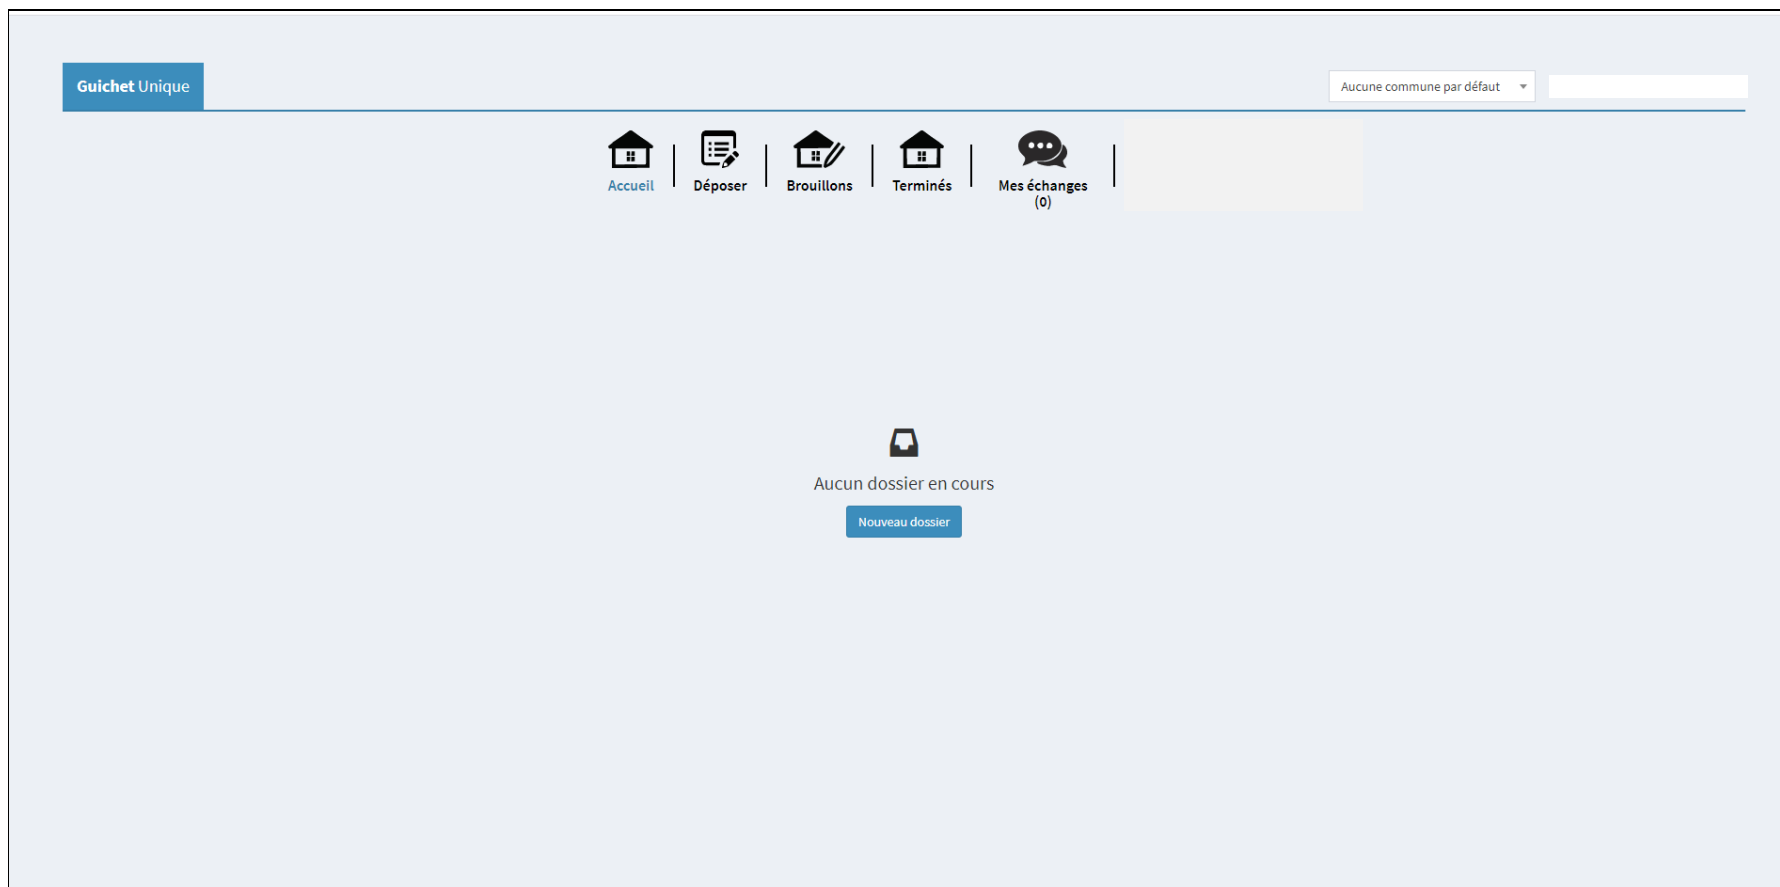 Guichet Unique
Aucune commune par défaut
Accueil
Déposer
Brouillons
Terminés
Mes échanges
(0)
Aucun dossier en cours
Nouveau dossier